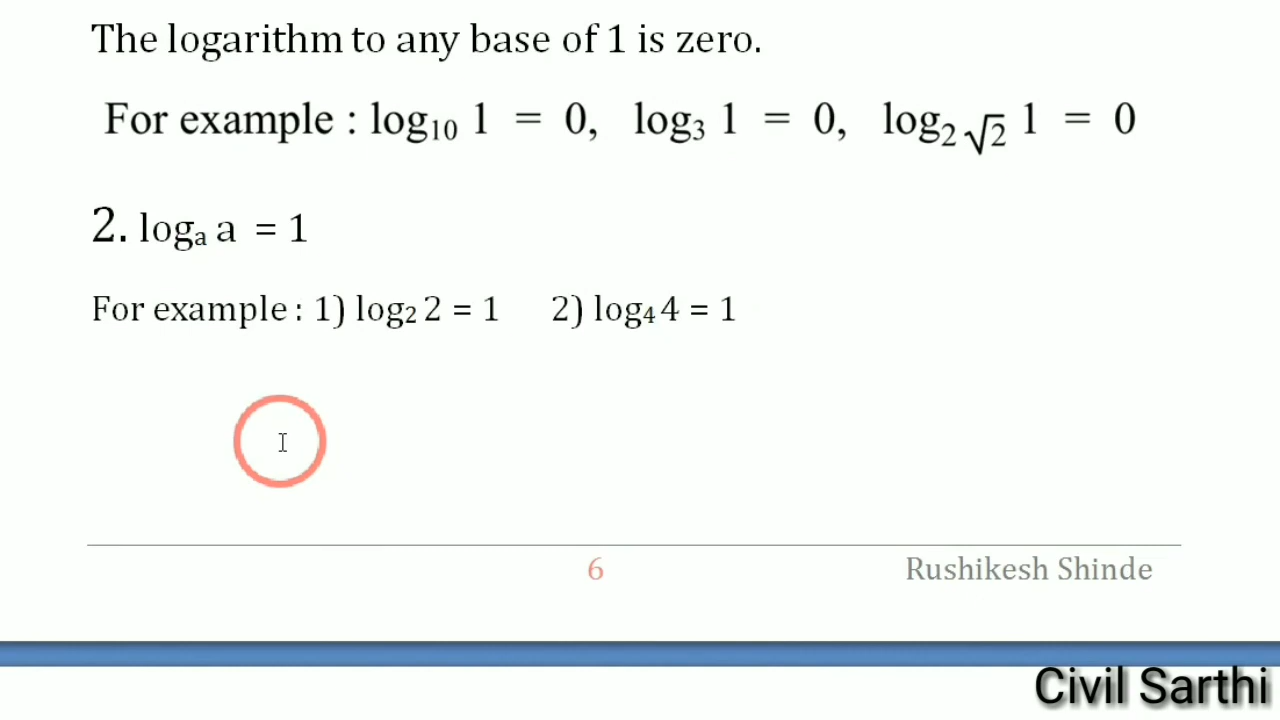 The logarithm to any base of 1 is zero.
For example : log₁₀ 1 = 0, log₃ 1 = 0, log₂√₂ 1 = 0
2. logₐ a = 1
For example : 1) log₂ 2 = 1 2) log₄ 4 = 1
6 Rushikesh Shinde
Civil Sarthi